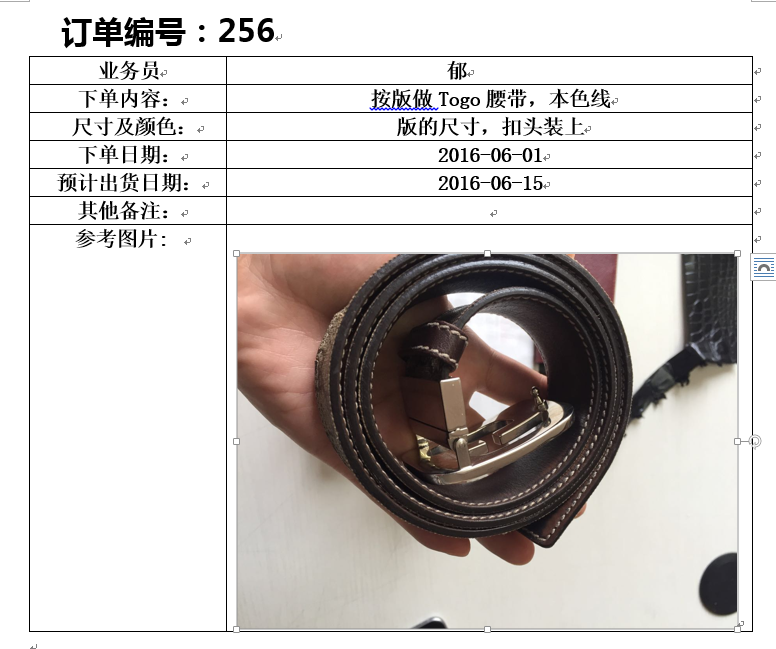 订单编号：256
业务员 郁
下单内容： 按版做 Togo 腰带，本色线
尺寸及颜色： 版的尺寸，扣头装上
下单日期： 2016-06-01
预计出货日期： 2016-06-15
其他备注：
参考图片: